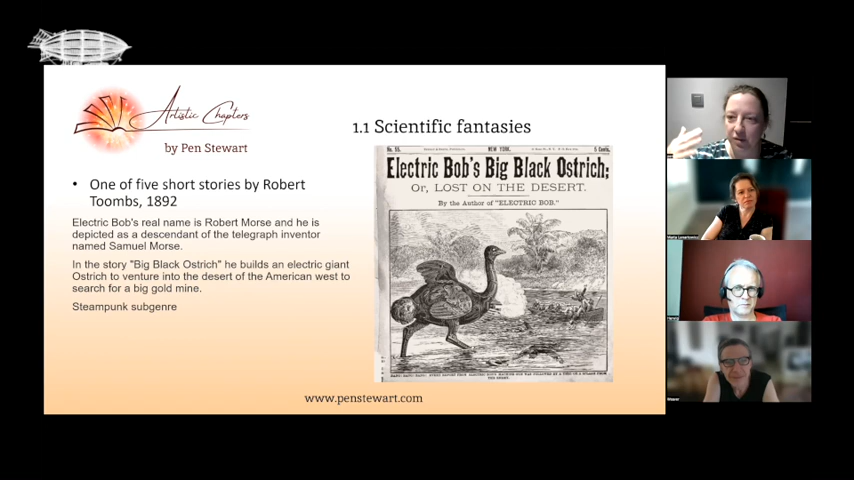 Artistic Chapters
by Pen Stewart
1.1 Scientific fantasies
• One of five short stories by Robert
Toombs, 1892
Electric Bob's real name is Robert Morse and he is
depicted as a descendant of the telegraph inventor
named Samuel Morse.
In the story "Big Black Ostrich" he builds an electric giant
Ostrich to venture into the desert of the American west to
search for a big gold mine.
Steampunk subgenre
No. 55.
NEW YORK.
5 Cents.
Electric Bob's Big Black Ostrich;
Or, LOST ON THE DESERT.
By the Author of "ELECTRIC BOB."
www.penstewart.com